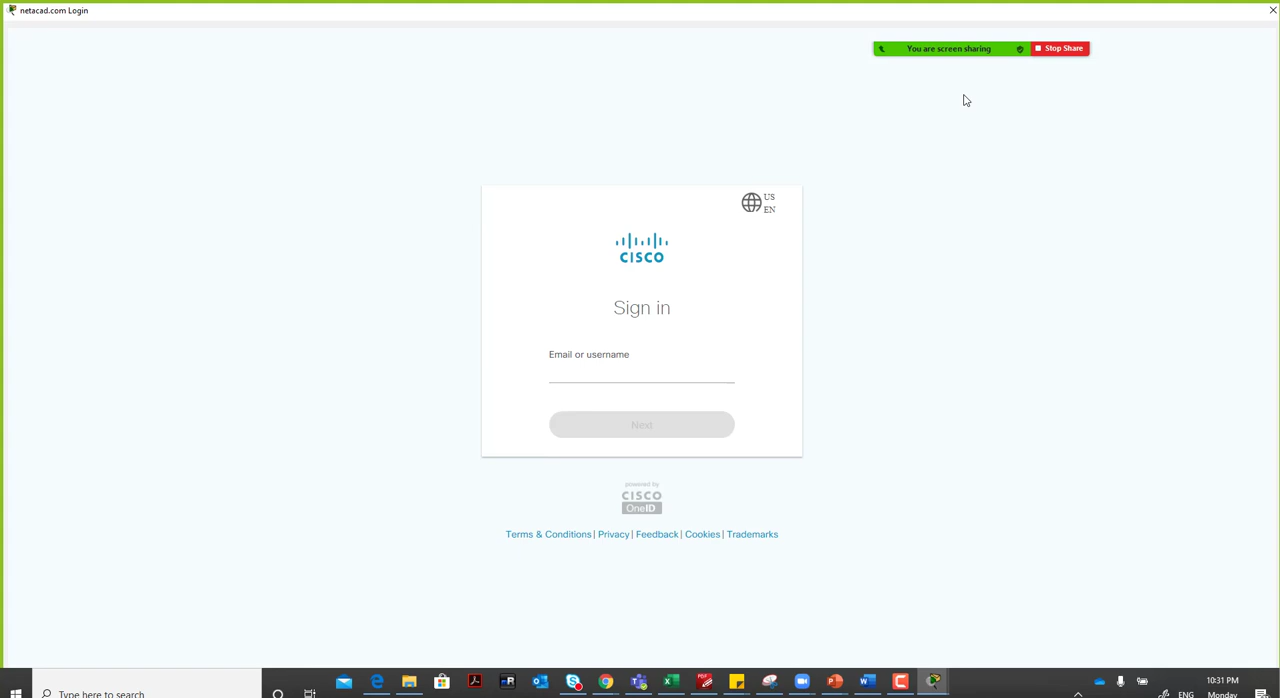 netacad.com Login
You are screen sharing
Stop Share
US
EN
CISCO
Sign in
Email or username
Next
powered by
CISCO
OneID
Terms & Conditions | Privacy | Feedback | Cookies | Trademarks
Type here to search
10:31 PM
ENG
Monday